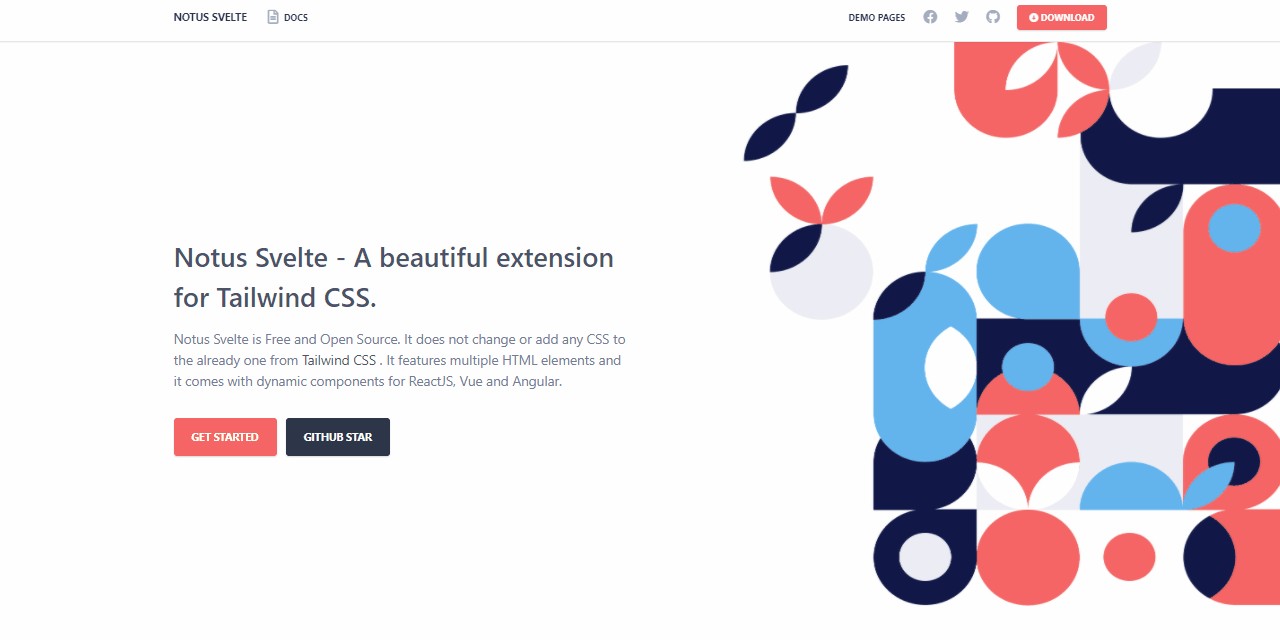 NOTUS SVELTE DOCS DEMO PAGES DOWNLOAD
Notus Svelte - A beautiful extension
for Tailwind CSS.
Notus Svelte is Free and Open Source. It does not change or add any CSS to
the already one from Tailwind CSS . It features multiple HTML elements and
it comes with dynamic components for ReactJS, Vue and Angular.
GET STARTED GITHUB STAR